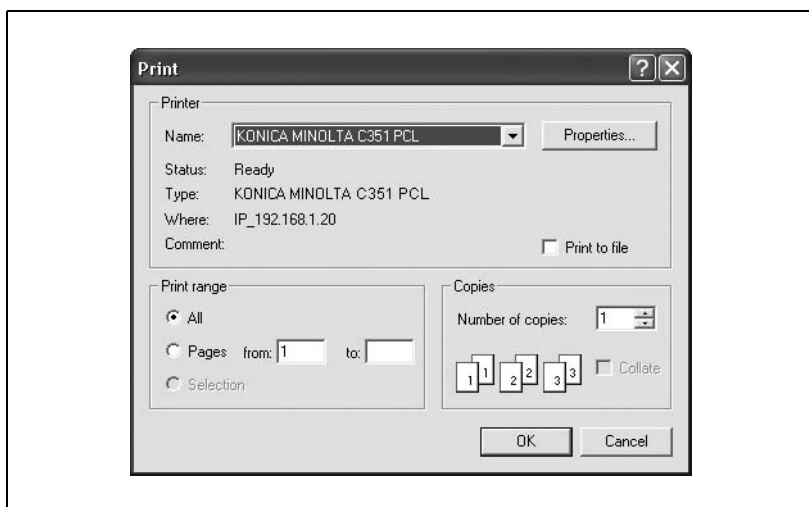 Print
Printer
Name: KONICA MINOLTA C351 PCL Properties...
Status: Ready
Type: KONICA MINOLTA C351 PCL
Where: IP_192.168.1.20
Comment:
Print to file
Print range
All
Pages from: 1 to:
Selection
Copies
Number of copies: 1
1 1 2 2 3 3 Collate
OK Cancel